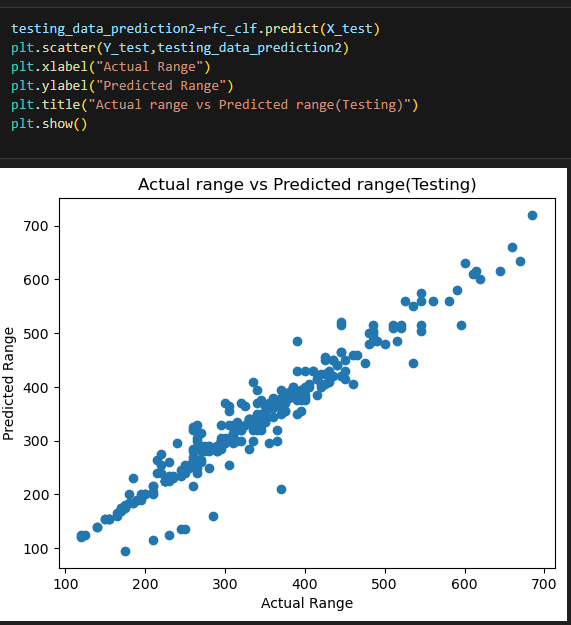 testing_data_prediction2=rfc_clf.predict(X_test)
plt.scatter(Y_test,testing_data_prediction2)
plt.xlabel("Actual Range")
plt.ylabel("Predicted Range")
plt.title("Actual range vs Predicted range(Testing)")
plt.show()
Actual range vs Predicted range(Testing)
700
600
500
400
300
200
100
Predicted Range
100 200 300 400 500 600 700
Actual Range